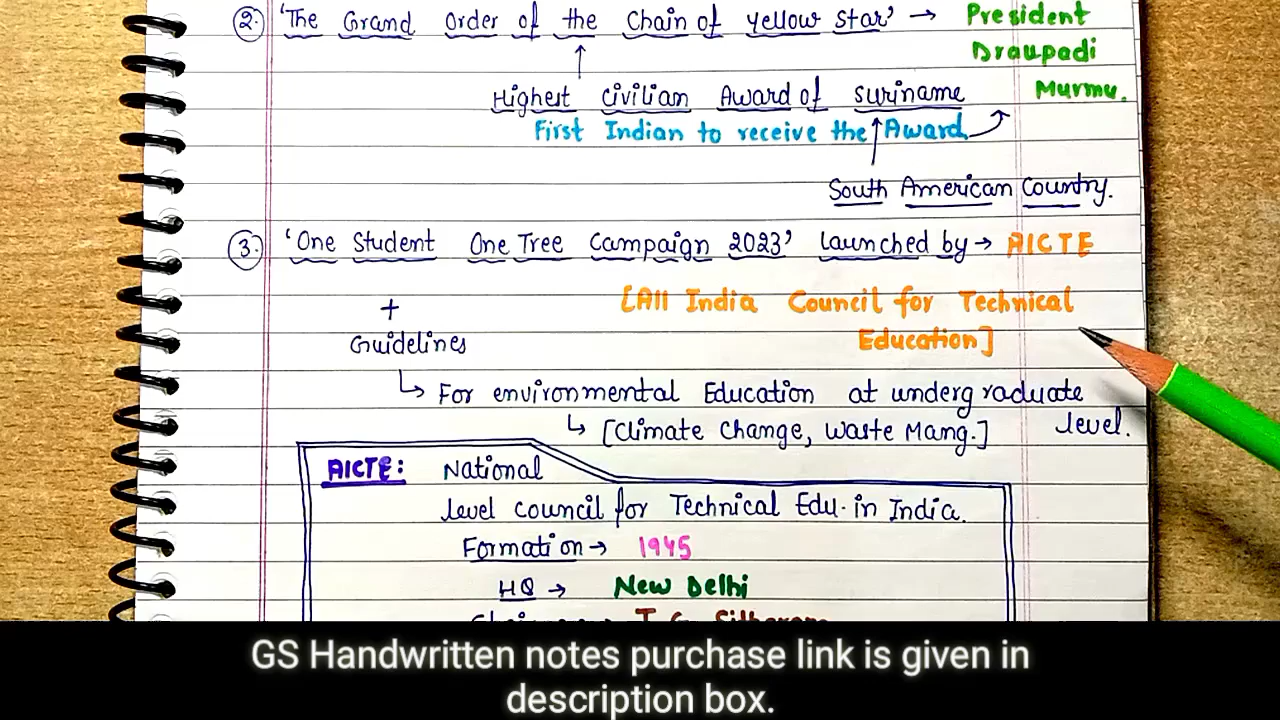 2. 'The Grand Order of the Chain of Yellow Star' → President
Draupadi
Murmu.
Highest Civilian Award of Suriname
First Indian to receive the Award
South American Country.
3. 'One Student One Tree Campaign 2023' Launched by → AICTE
[All India Council for Technical
Education]
+
Guidelines
↳ For environmental Education at undergraduate
level.
↳ [Climate Change, Waste Mang.]
AICTE: National
level Council for Technical Edu. in India.
Formation → 1945
HQ → New Delhi
GS Handwritten notes purchase link is given in
description box.